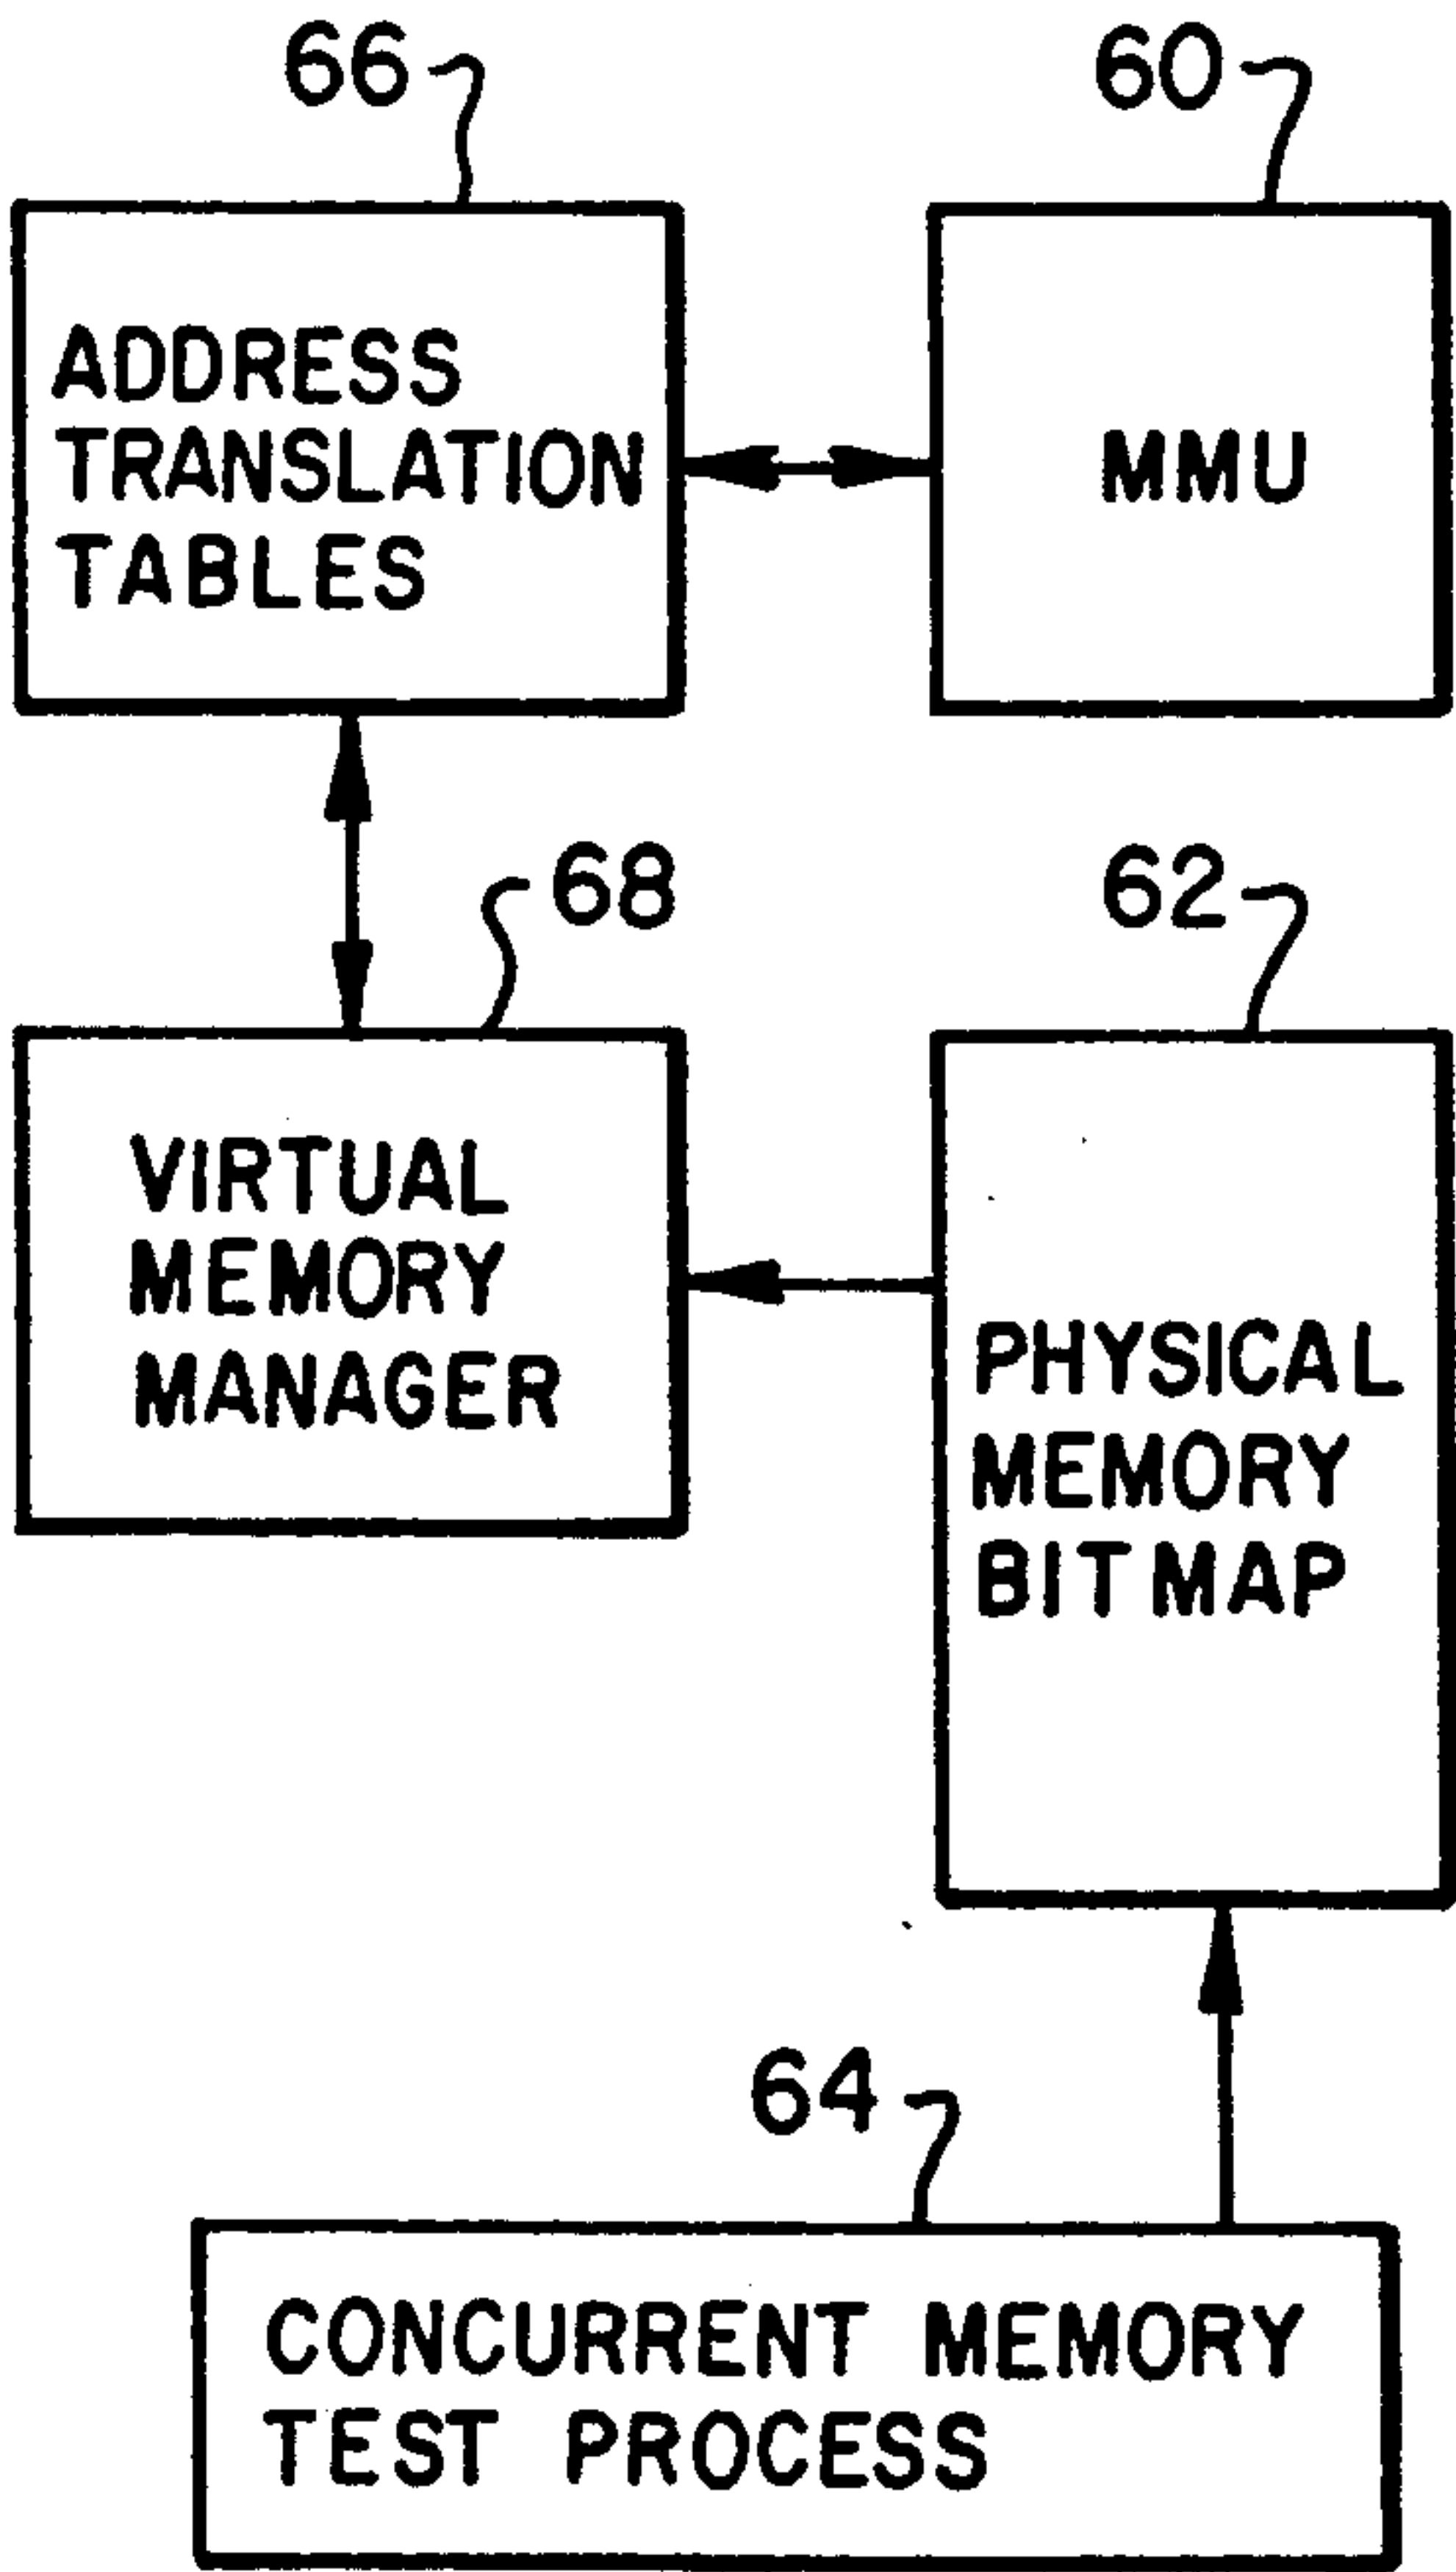 66
60
ADDRESS
TRANSLATION
TABLES
MMU
68
62
VIRTUAL
MEMORY
MANAGER
PHYSICAL
MEMORY
BITMAP
64
CONCURRENT MEMORY
TEST PROCESS